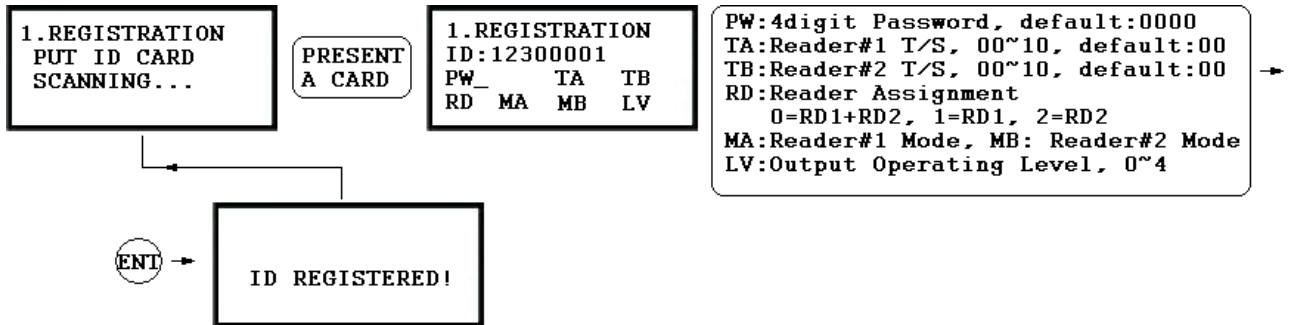 1.REGISTRATION
PUT ID CARD
SCANNING...
PRESENT
A CARD
1.REGISTRATION
ID:12300001
PW_ TA TB
RD MA MB LV
PW:4digit Password, default:0000
TA:Reader#1 T/S, 00~10, default:00
TB:Reader#2 T/S, 00~10, default:00
RD:Reader Assignment
0=RD1+RD2, 1=RD1, 2=RD2
MA:Reader#1 Mode, MB: Reader#2 Mode
LV:Output Operating Level, 0~4
ENT
ID REGISTERED!